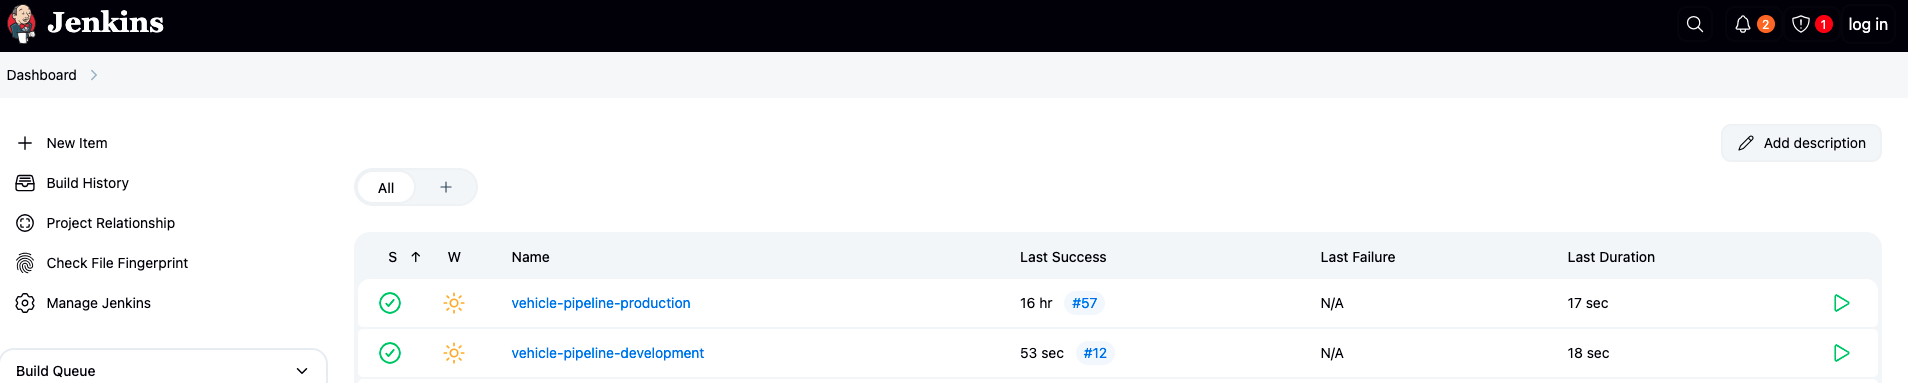 Jenkins
2
1
log in
Dashboard
New Item
Build History
Project Relationship
Check File Fingerprint
Manage Jenkins
Build Queue
Add description
All
S W Name Last Success Last Failure Last Duration
vehicle-pipeline-production 16 hr #57 N/A 17 sec
vehicle-pipeline-development 53 sec #12 N/A 18 sec